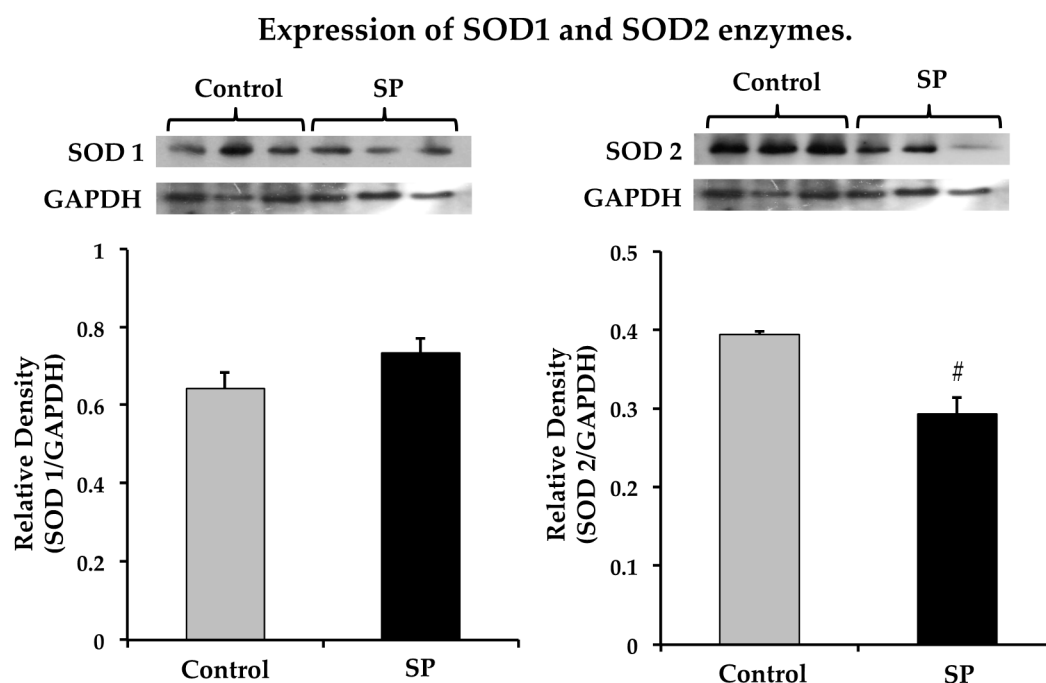 Expression of SOD1 and SOD2 enzymes.
Control SP
SOD 1
GAPDH
1
0.8
0.6
0.4
0.2
0
Relative Density
(SOD 1/GAPDH)
Control SP
Control SP
SOD 2
GAPDH
0.5
0.4
0.3
0.2
0.1
0
Relative Density
(SOD 2/GAPDH)
#
Control SP